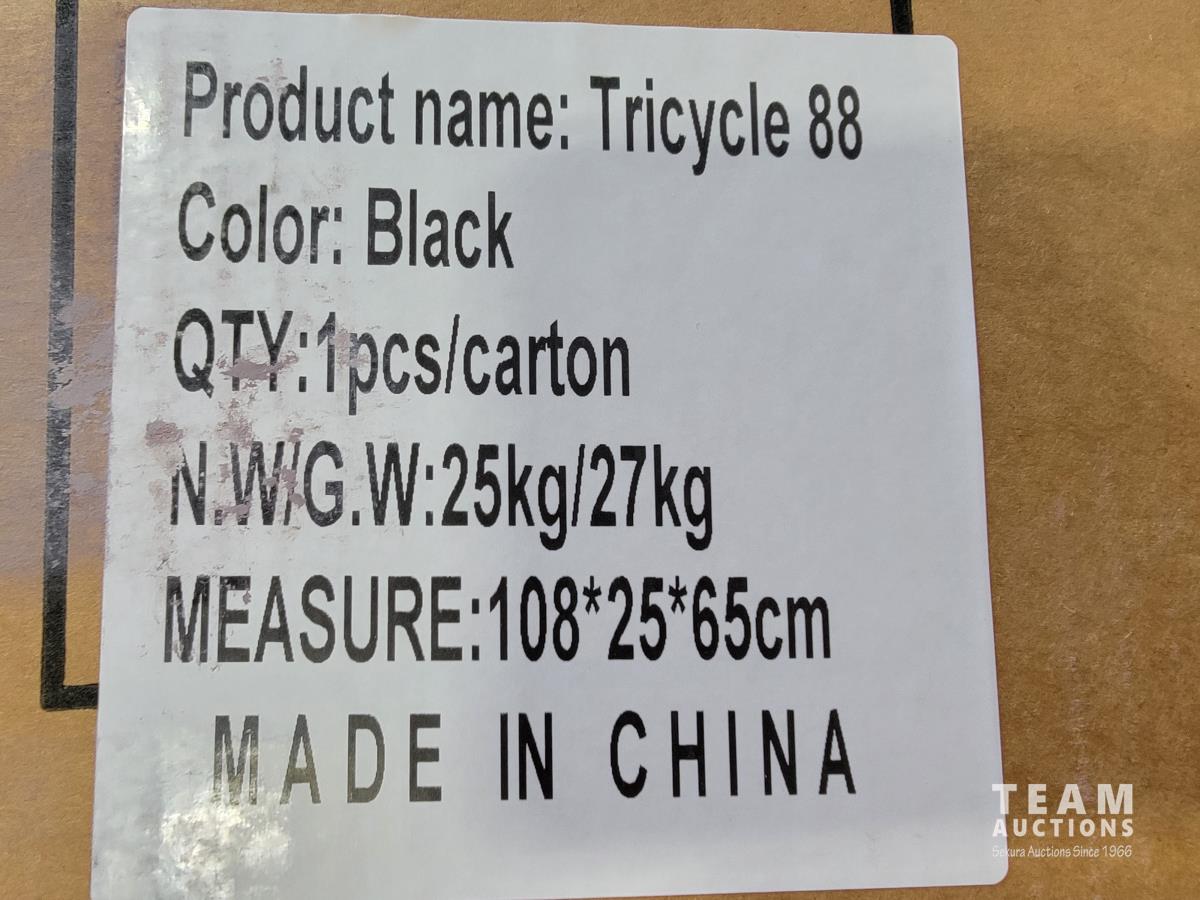 Product name: Tricycle 88
Color: Black
QTY:1pcs/carton
N.W/G.W:25kg/27kg
MEASURE:108*25*65cm
MADE IN CHINA
TEAM
AUCTIONS
Sekura Auctions Since 1966